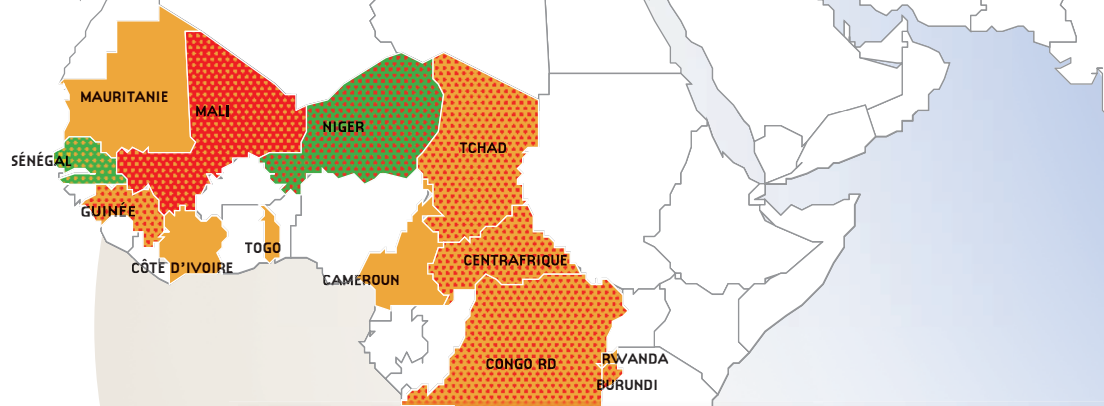 MAURITANIE
MALI
NIGER
TCHAD
SÉNÉGAL
GUINÉE
TOGO
CÔTE D'IVOIRE
CENTRAFRIQUE
CAMEROUN
CONGO RD
RWANDA
BURUNDI